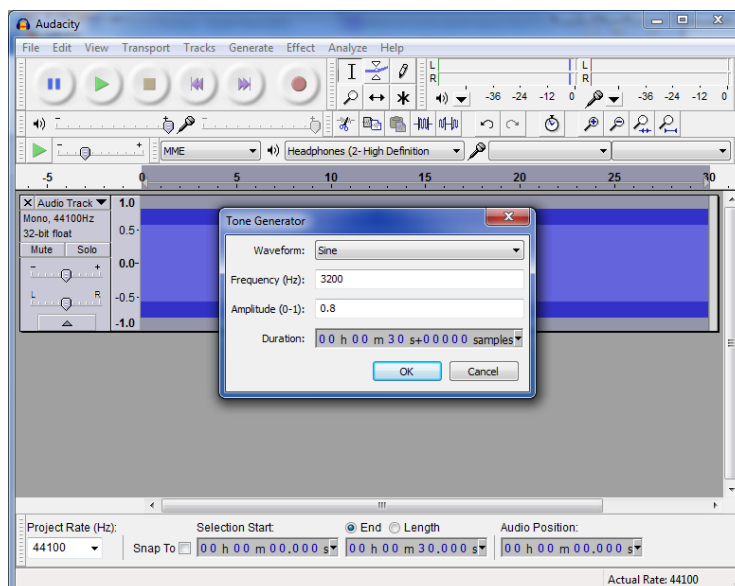 Audacity
File Edit View Transport Tracks Generate Effect Analyze Help
L
R
-36 -24 -12 0
L
R
-36 -24 -12 0
MME
Headphones (2- High Definition
-5 0 5 10 15 20 25 30
X Audio Track
Mono, 44100Hz
32-bit float
Mute Solo
- +
L R
1.0
0.5
0.0
-0.5
-1.0
Tone Generator
Waveform: Sine
Frequency (Hz): 3200
Amplitude (0-1): 0.8
Duration: 00 h 00 m 30 s+00000 samples
OK Cancel
Project Rate (Hz): Selection Start: End Length Audio Position:
44100 Snap To 00 h 00 m 00.000 s 00 h 00 m 30.000 s 00 h 00 m 00.000 s
Actual Rate: 44100